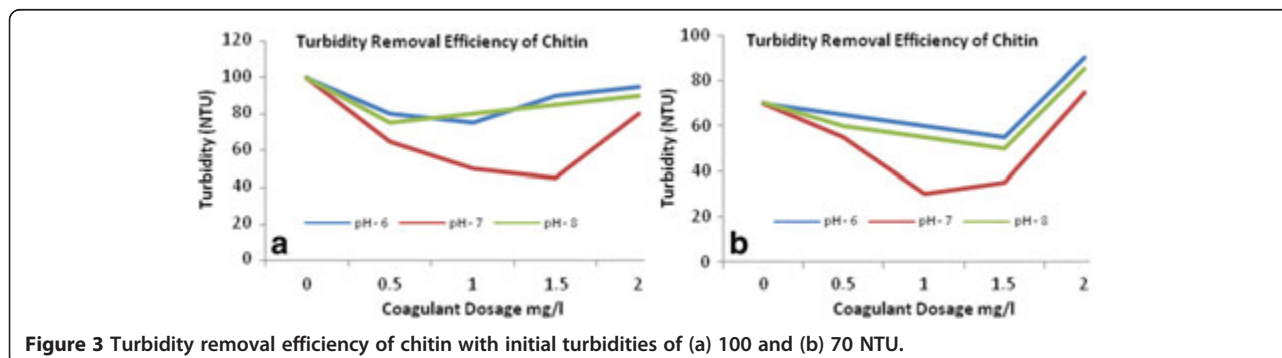 Turbidity Removal Efficiency of Chitin
120
100
80
60
40
20
0
Turbidity (NTU)
pH - 6 pH - 7 pH - 8
a
0 0.5 1 1.5 2
Coagulant Dosage mg/l
Turbidity Removal Efficiency of Chitin
100
80
60
40
20
0
Turbidity (NTU)
pH - 6 pH - 7 pH - 8
b
0 0.5 1 1.5 2
Coagulant Dosage mg/l
Figure 3 Turbidity removal efficiency of chitin with initial turbidities of (a) 100 and (b) 70 NTU.